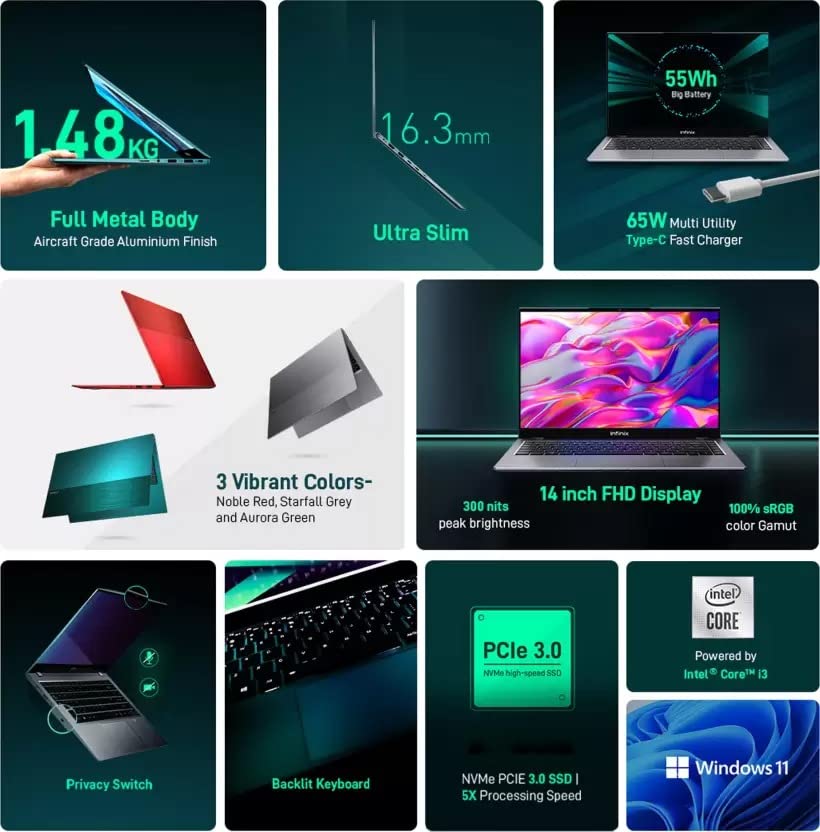 1.48KG
Full Metal Body
Aircraft Grade Aluminium Finish
16.3mm
Ultra Slim
55Wh
Big Battery
infinix
65W Multi Utility
Type-C Fast Charger
3 Vibrant Colors-
Noble Red, Starfall Grey
and Aurora Green
infinix
14 inch FHD Display
300 nits
peak brightness
100% sRGB
color Gamut
Privacy Switch
Backlit Keyboard
PCIe 3.0
NVMe high-speed SSD
NVMe PCIE 3.0 SSD |
5X Processing Speed
intel
CORE
Powered by
Intel® Core™ i3
Windows 11